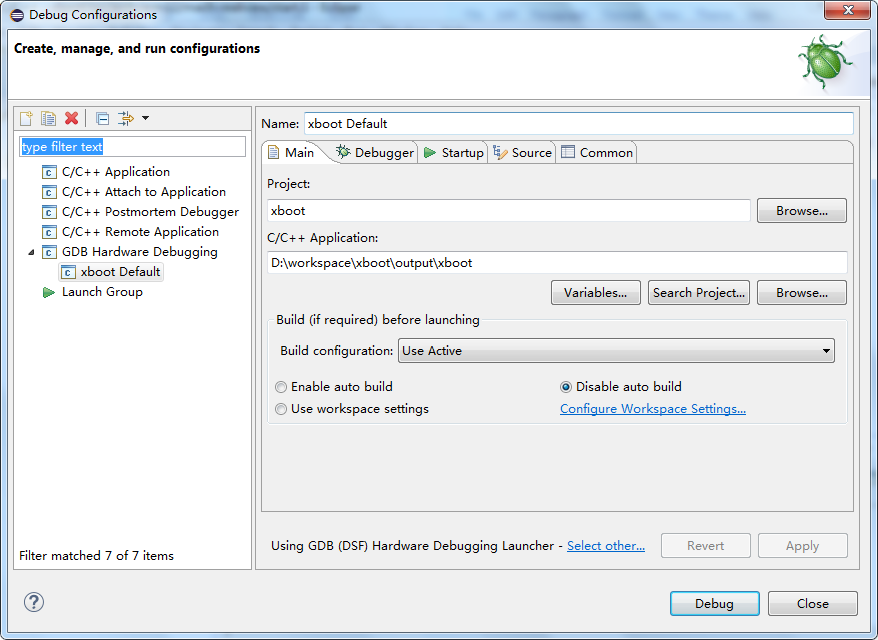 Debug Configurations
Create, manage, and run configurations
type filter text
C/C++ Application
C/C++ Attach to Application
C/C++ Postmortem Debugger
C/C++ Remote Application
GDB Hardware Debugging
xboot Default
Launch Group
Filter matched 7 of 7 items
Name: xboot Default
Main Debugger Startup Source Common
Project:
xboot Browse...
C/C++ Application:
D:\workspace\xboot\output\xboot
Variables... Search Project... Browse...
Build (if required) before launching
Build configuration: Use Active
Enable auto build Disable auto build
Use workspace settings Configure Workspace Settings...
Using GDB (DSF) Hardware Debugging Launcher - Select other... Revert Apply
Debug Close